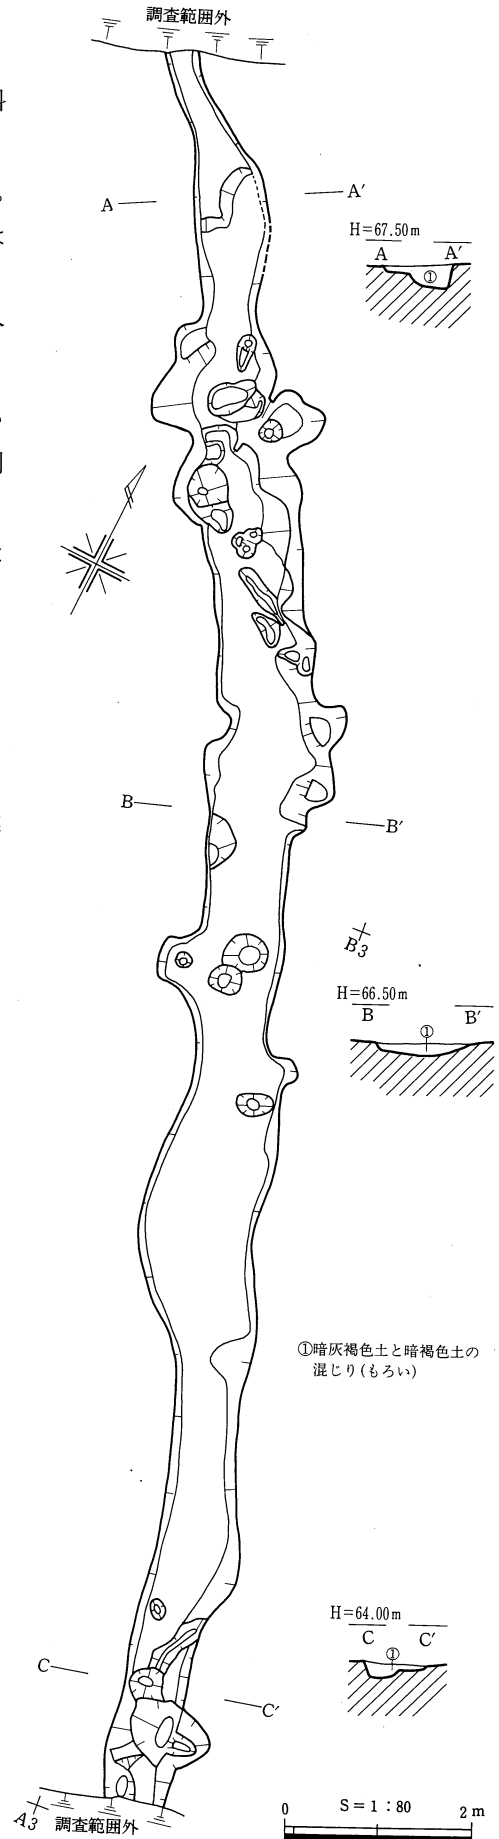 調査範囲外
A
A′
H=67.50m
A
A′
①
B
B′
B3
H=66.50m
B
B′
①
①暗灰褐色土と暗褐色土の
混じり(もろい)
H=64.00m
C
C′
①
C
C′
A3
調査範囲外
0
S=1:80
2m